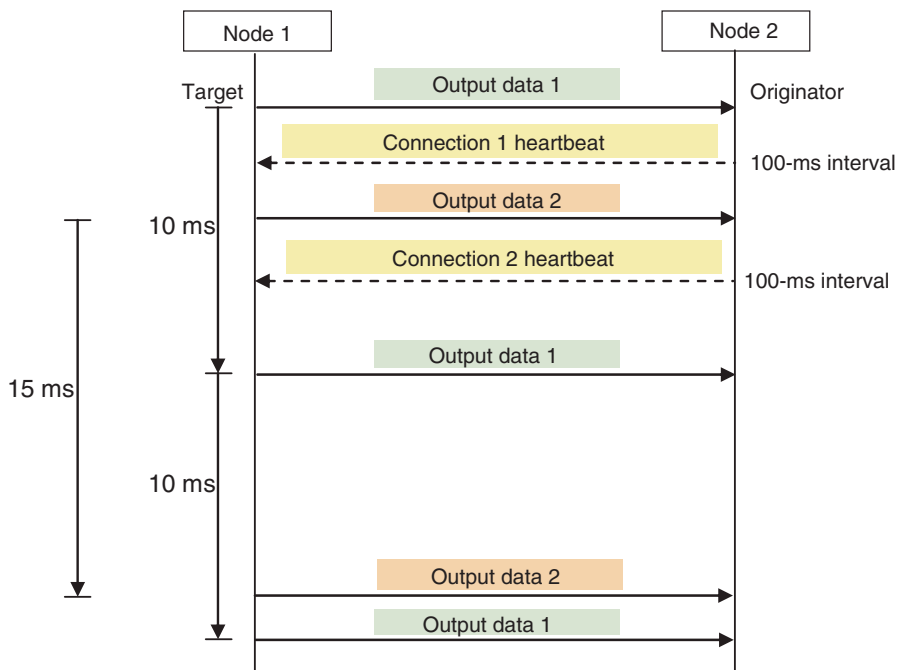 Node 1
Node 2
Target
Output data 1
Originator
Connection 1 heartbeat
100-ms interval
Output data 2
10 ms
Connection 2 heartbeat
100-ms interval
Output data 1
15 ms
10 ms
Output data 2
Output data 1